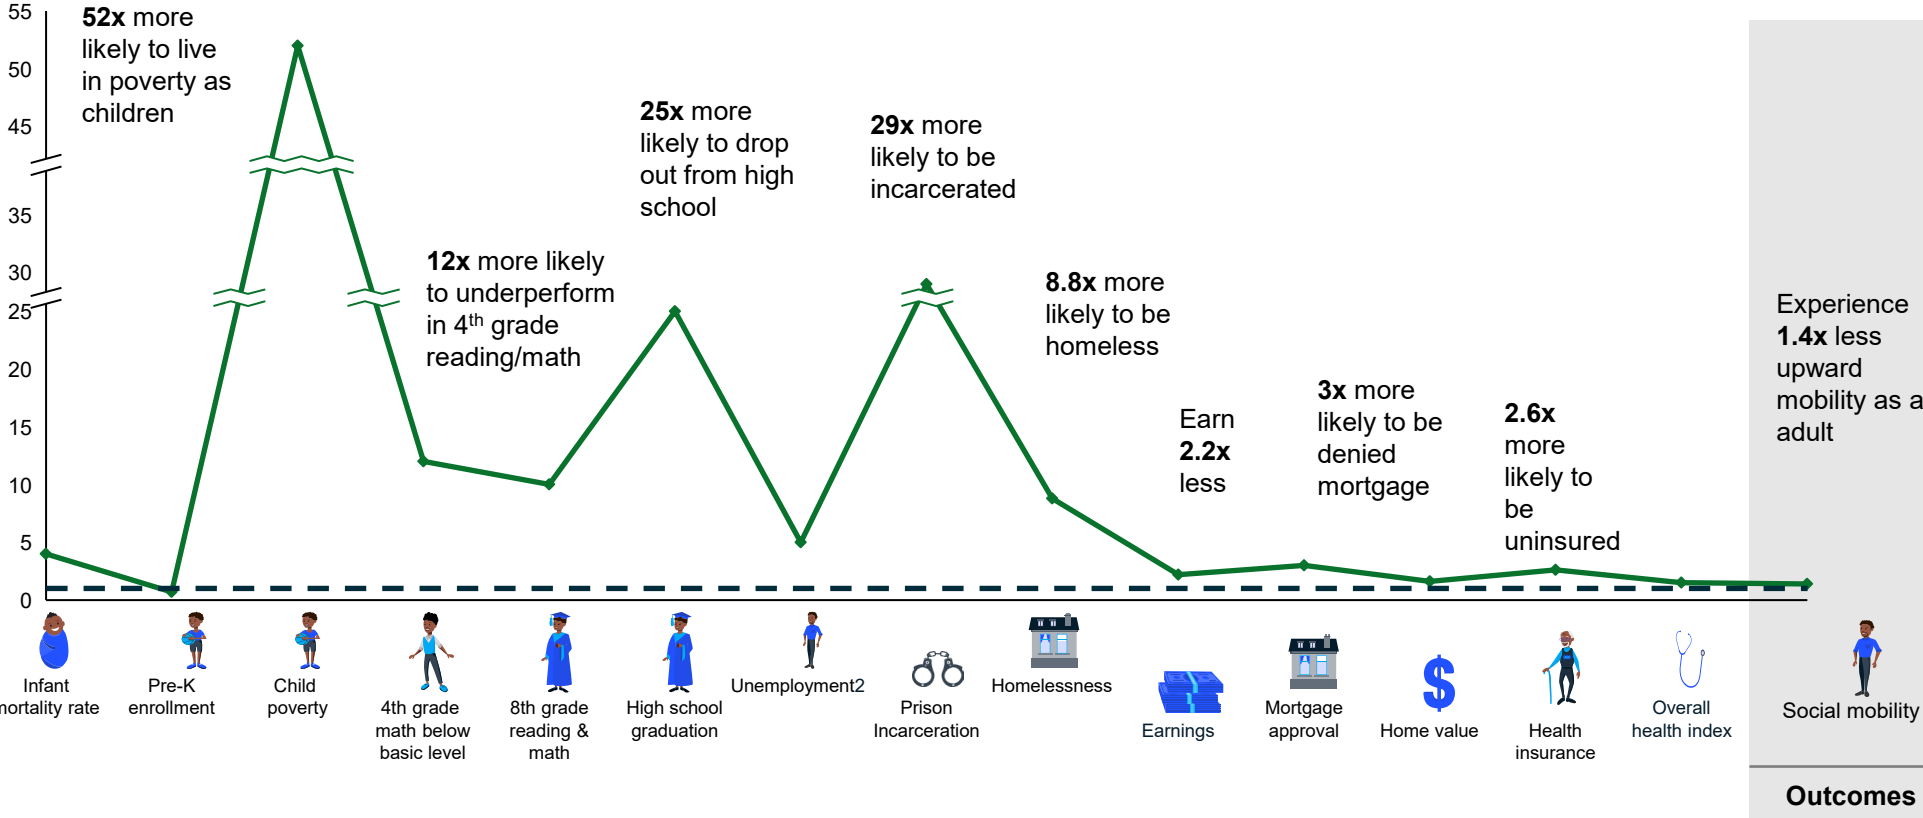 55
50
45
35
30
25
20
15
10
5
0
52x more
likely to live
in poverty as
children
12x more likely
to underperform
in 4th grade
reading/math
25x more
likely to drop
out from high
school
29x more
likely to be
incarcerated
8.8x more
likely to be
homeless
Earn
2.2x
less
3x more
likely to be
denied
mortgage
2.6x
more
likely to
be
uninsured
Experience
1.4x less
upward
mobility as a
adult
Infant
mortality rate
Pre-K
enrollment
Child
poverty
4th grade
math below
basic level
8th grade
reading &
math
High school
graduation
Unemployment2
Prison
Incarceration
Homelessness
Earnings
Mortgage
approval
Home value
Health
insurance
Overall
health index
Social mobility
Outcomes